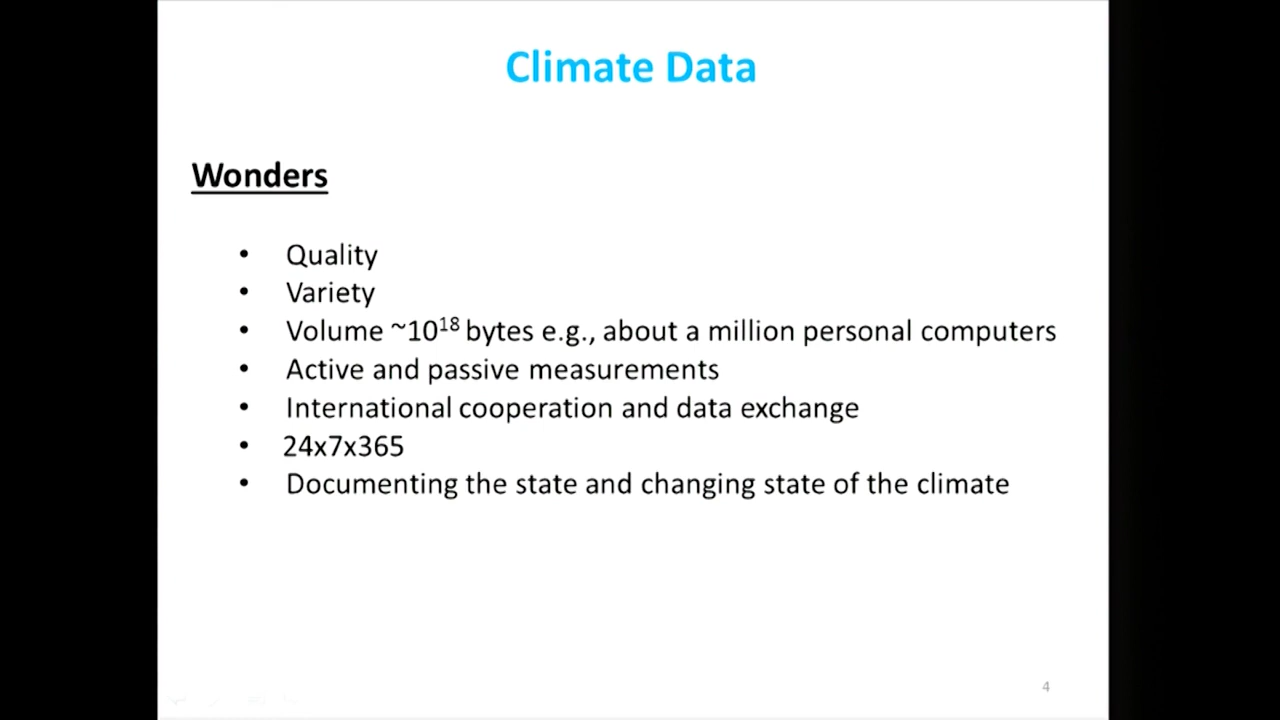 Climate Data
Wonders
• Quality
• Variety
• Volume ~10¹⁸ bytes e.g., about a million personal computers
• Active and passive measurements
• International cooperation and data exchange
• 24x7x365
• Documenting the state and changing state of the climate
4